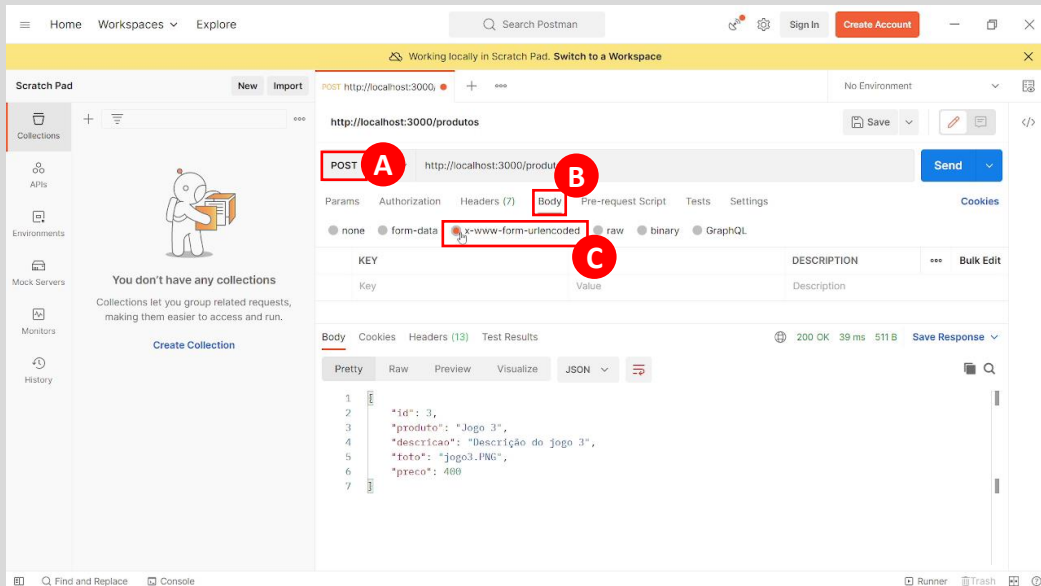 Home Workspaces Explore Search Postman Sign In Create Account
Working locally in Scratch Pad. Switch to a Workspace
Scratch Pad New Import POST http://localhost:3000/ No Environment
Collections
APIs
Environments
Mock Servers
Monitors
History
You don't have any collections
Collections let you group related requests,
making them easier to access and run.
Create Collection
http://localhost:3000/produtos Save
POST A http://localhost:3000/produt Send
B
Params Authorization Headers (7) Body Pre-request Script Tests Settings Cookies
none form-data x-www-form-urlencoded raw binary GraphQL
C
KEY DESCRIPTION Bulk Edit
Key Value Description
Body Cookies Headers (13) Test Results 200 OK 39 ms 511 B Save Response
Pretty Raw Preview Visualize JSON
1 {
2 "id": 3,
3 "produto": "Jogo 3",
4 "descricao": "Descrição do jogo 3",
5 "foto": "jogo3.PNG",
6 "preco": 400
7 }
Find and Replace Console Runner Trash